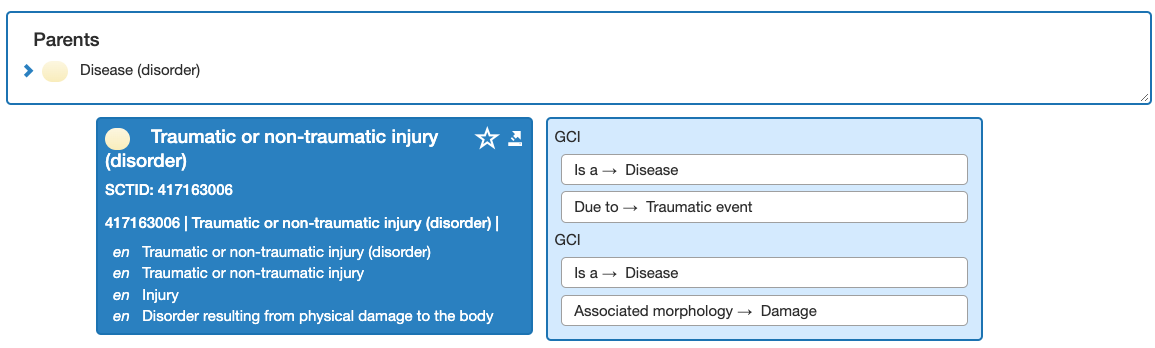 Parents
Disease (disorder)
Traumatic or non-traumatic injury
(disorder)
SCTID: 417163006
417163006 | Traumatic or non-traumatic injury (disorder) |
en Traumatic or non-traumatic injury (disorder)
en Traumatic or non-traumatic injury
en Injury
en Disorder resulting from physical damage to the body
GCI
Is a → Disease
Due to → Traumatic event
GCI
Is a → Disease
Associated morphology → Damage